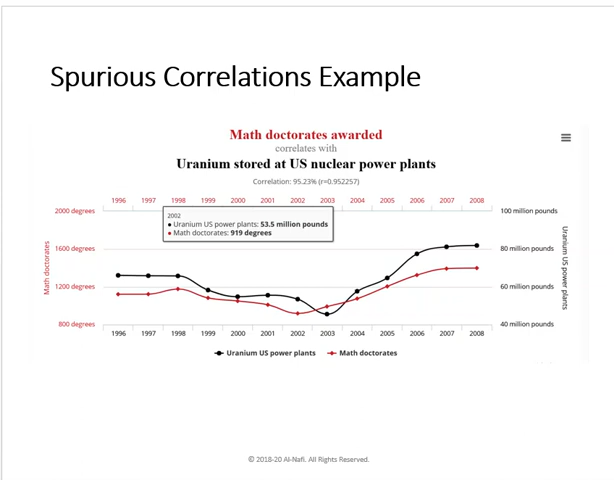 Spurious Correlations Example
Math doctorates awarded
correlates with
Uranium stored at US nuclear power plants
Correlation: 95.23% (r=0.952257)
1996 1997 1998 1999 2000 2001 2002 2003 2004 2005 2006 2007 2008
2000 degrees
100 million pounds
2002
Uranium US power plants: 53.5 million pounds
Math doctorates: 919 degrees
1600 degrees
80 million pounds
Math doctorates
Uranium US power plants
1200 degrees
60 million pounds
800 degrees
40 million pounds
1996 1997 1998 1999 2000 2001 2002 2003 2004 2005 2006 2007 2008
Uranium US power plants Math doctorates
© 2018-20 Al-Nafi. All Rights Reserved.